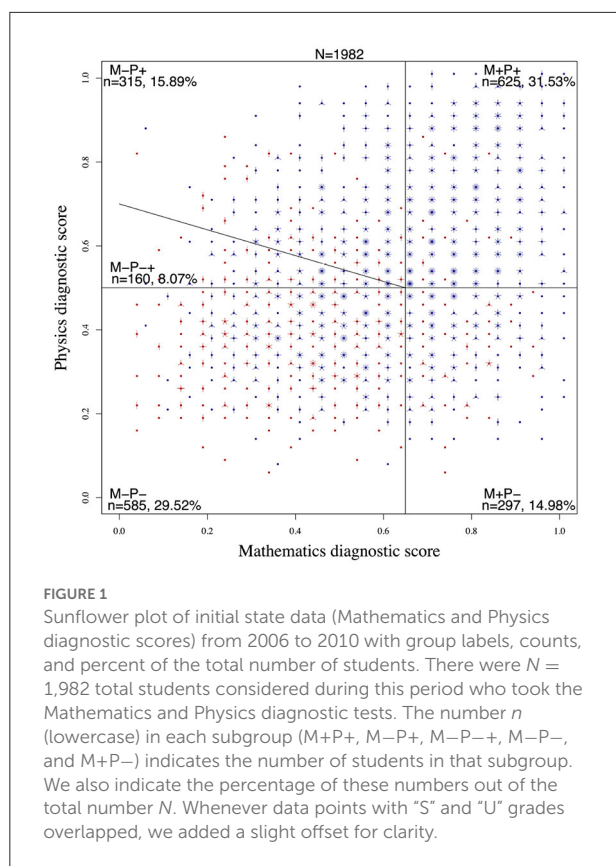 N=1982
M−P+
n=315, 15.89%
M+P+
n=625, 31.53%
M−P−+
n=160, 8.07%
M−P−
n=585, 29.52%
M+P−
n=297, 14.98%
Physics diagnostic score
1.0
0.8
0.6
0.4
0.2
0.0
0.0 0.2 0.4 0.6 0.8 1.0
Mathematics diagnostic score
FIGURE 1
Sunflower plot of initial state data (Mathematics and Physics
diagnostic scores) from 2006 to 2010 with group labels, counts,
and percent of the total number of students. There were N =
1,982 total students considered during this period who took the
Mathematics and Physics diagnostic tests. The number n
(lowercase) in each subgroup (M+P+, M−P+, M−P−+, M−P−,
and M+P−) indicates the number of students in that subgroup.
We also indicate the percentage of these numbers out of the
total number N. Whenever data points with “S” and “U” grades
overlapped, we added a slight offset for clarity.